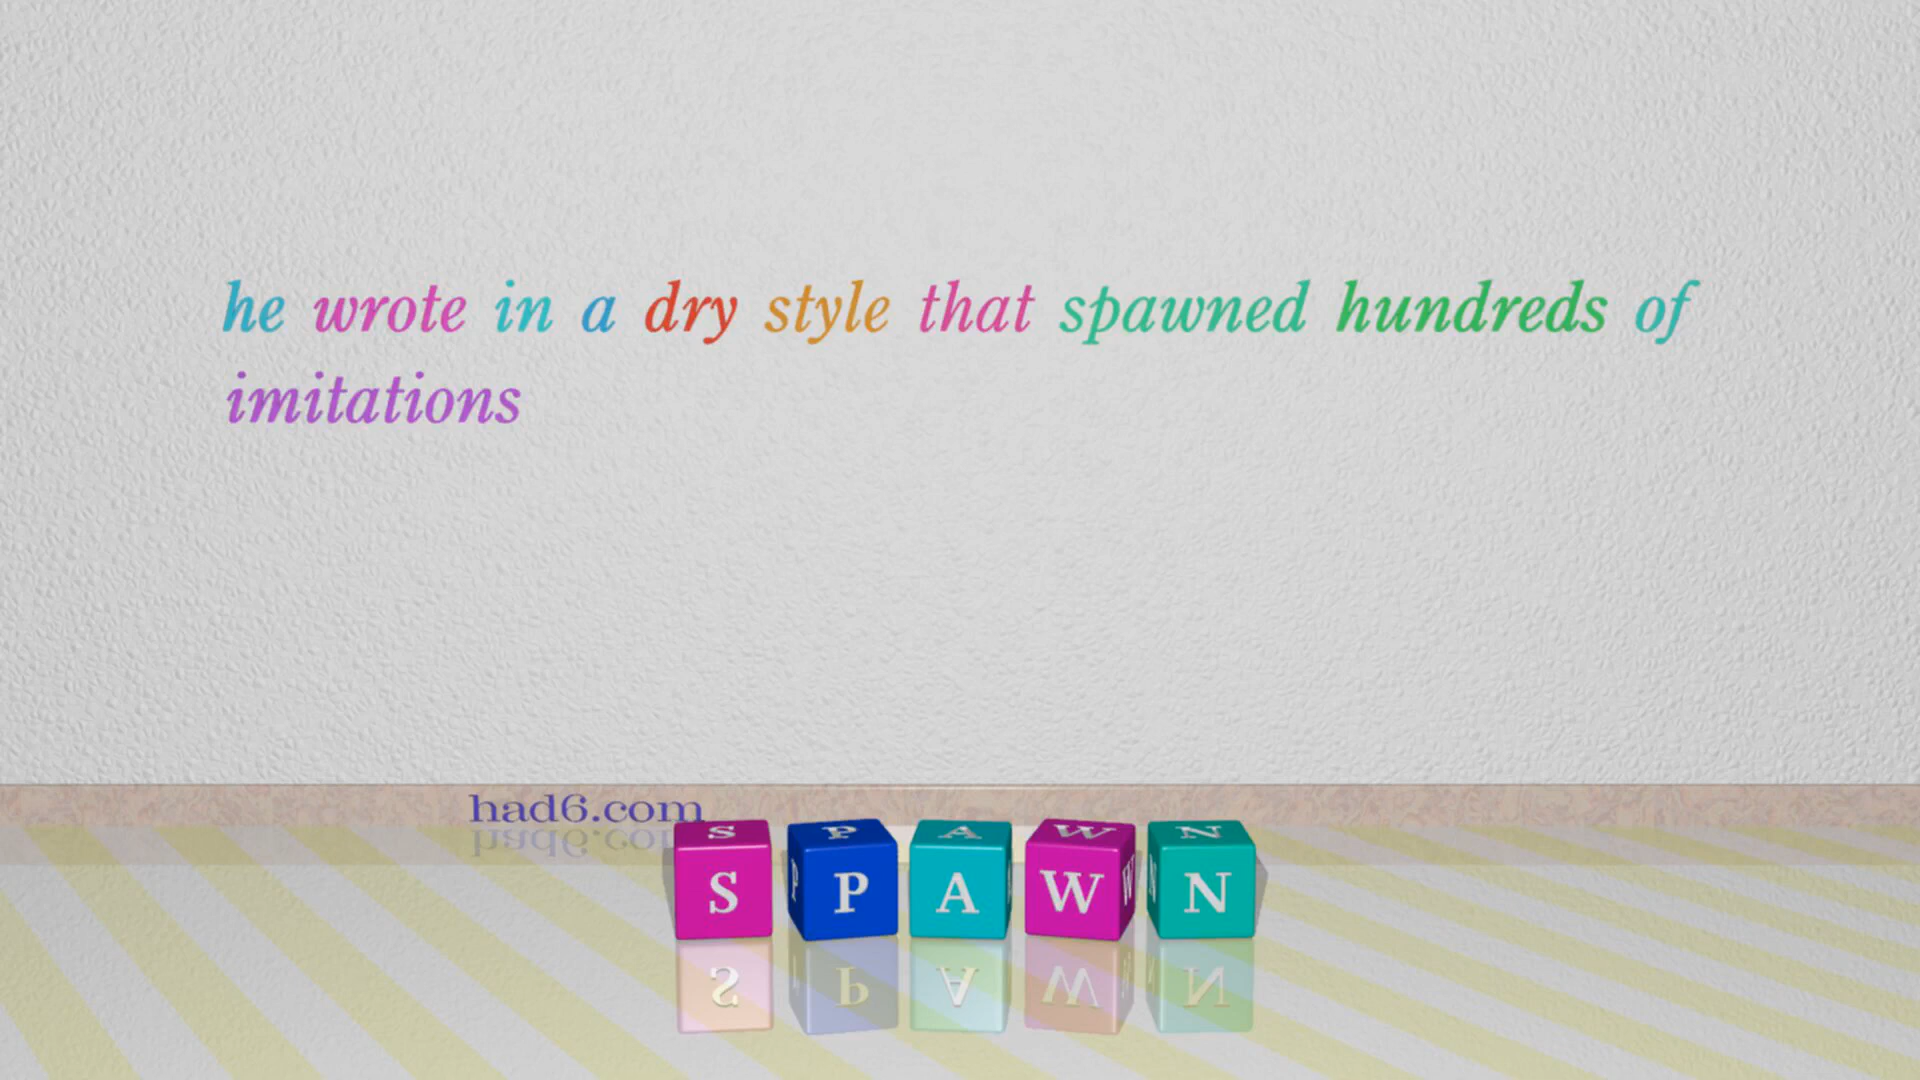 he wrote in a dry style that spawned hundreds of
imitations
had6.com
SPAWN